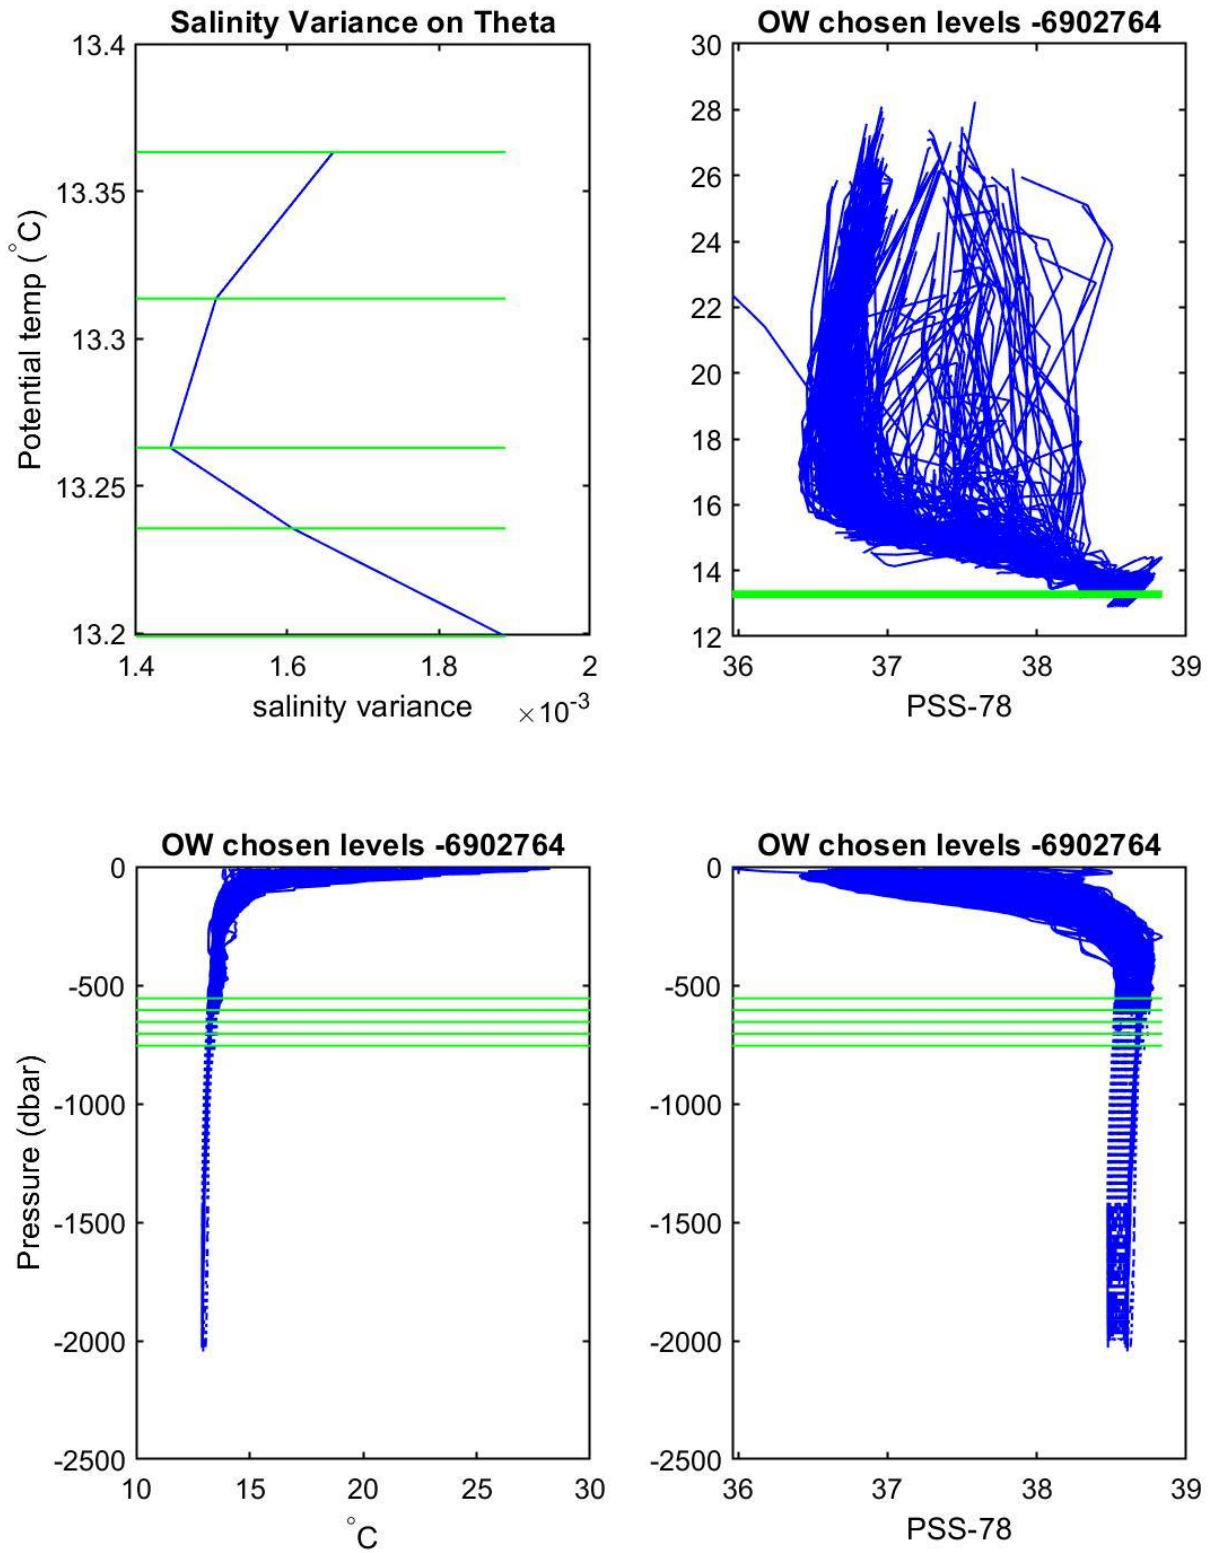 Salinity Variance on Theta
13.4
13.35
13.3
13.25
13.2
Potential temp (°C)
1.4 1.6 1.8 2
salinity variance ×10-3
OW chosen levels -6902764
30
28
26
24
22
20
18
16
14
12
36 37 38 39
PSS-78
OW chosen levels -6902764
0
-500
-1000
-1500
-2000
-2500
Pressure (dbar)
10 15 20 25 30
°C
OW chosen levels -6902764
0
-500
-1000
-1500
-2000
-2500
36 37 38 39
PSS-78